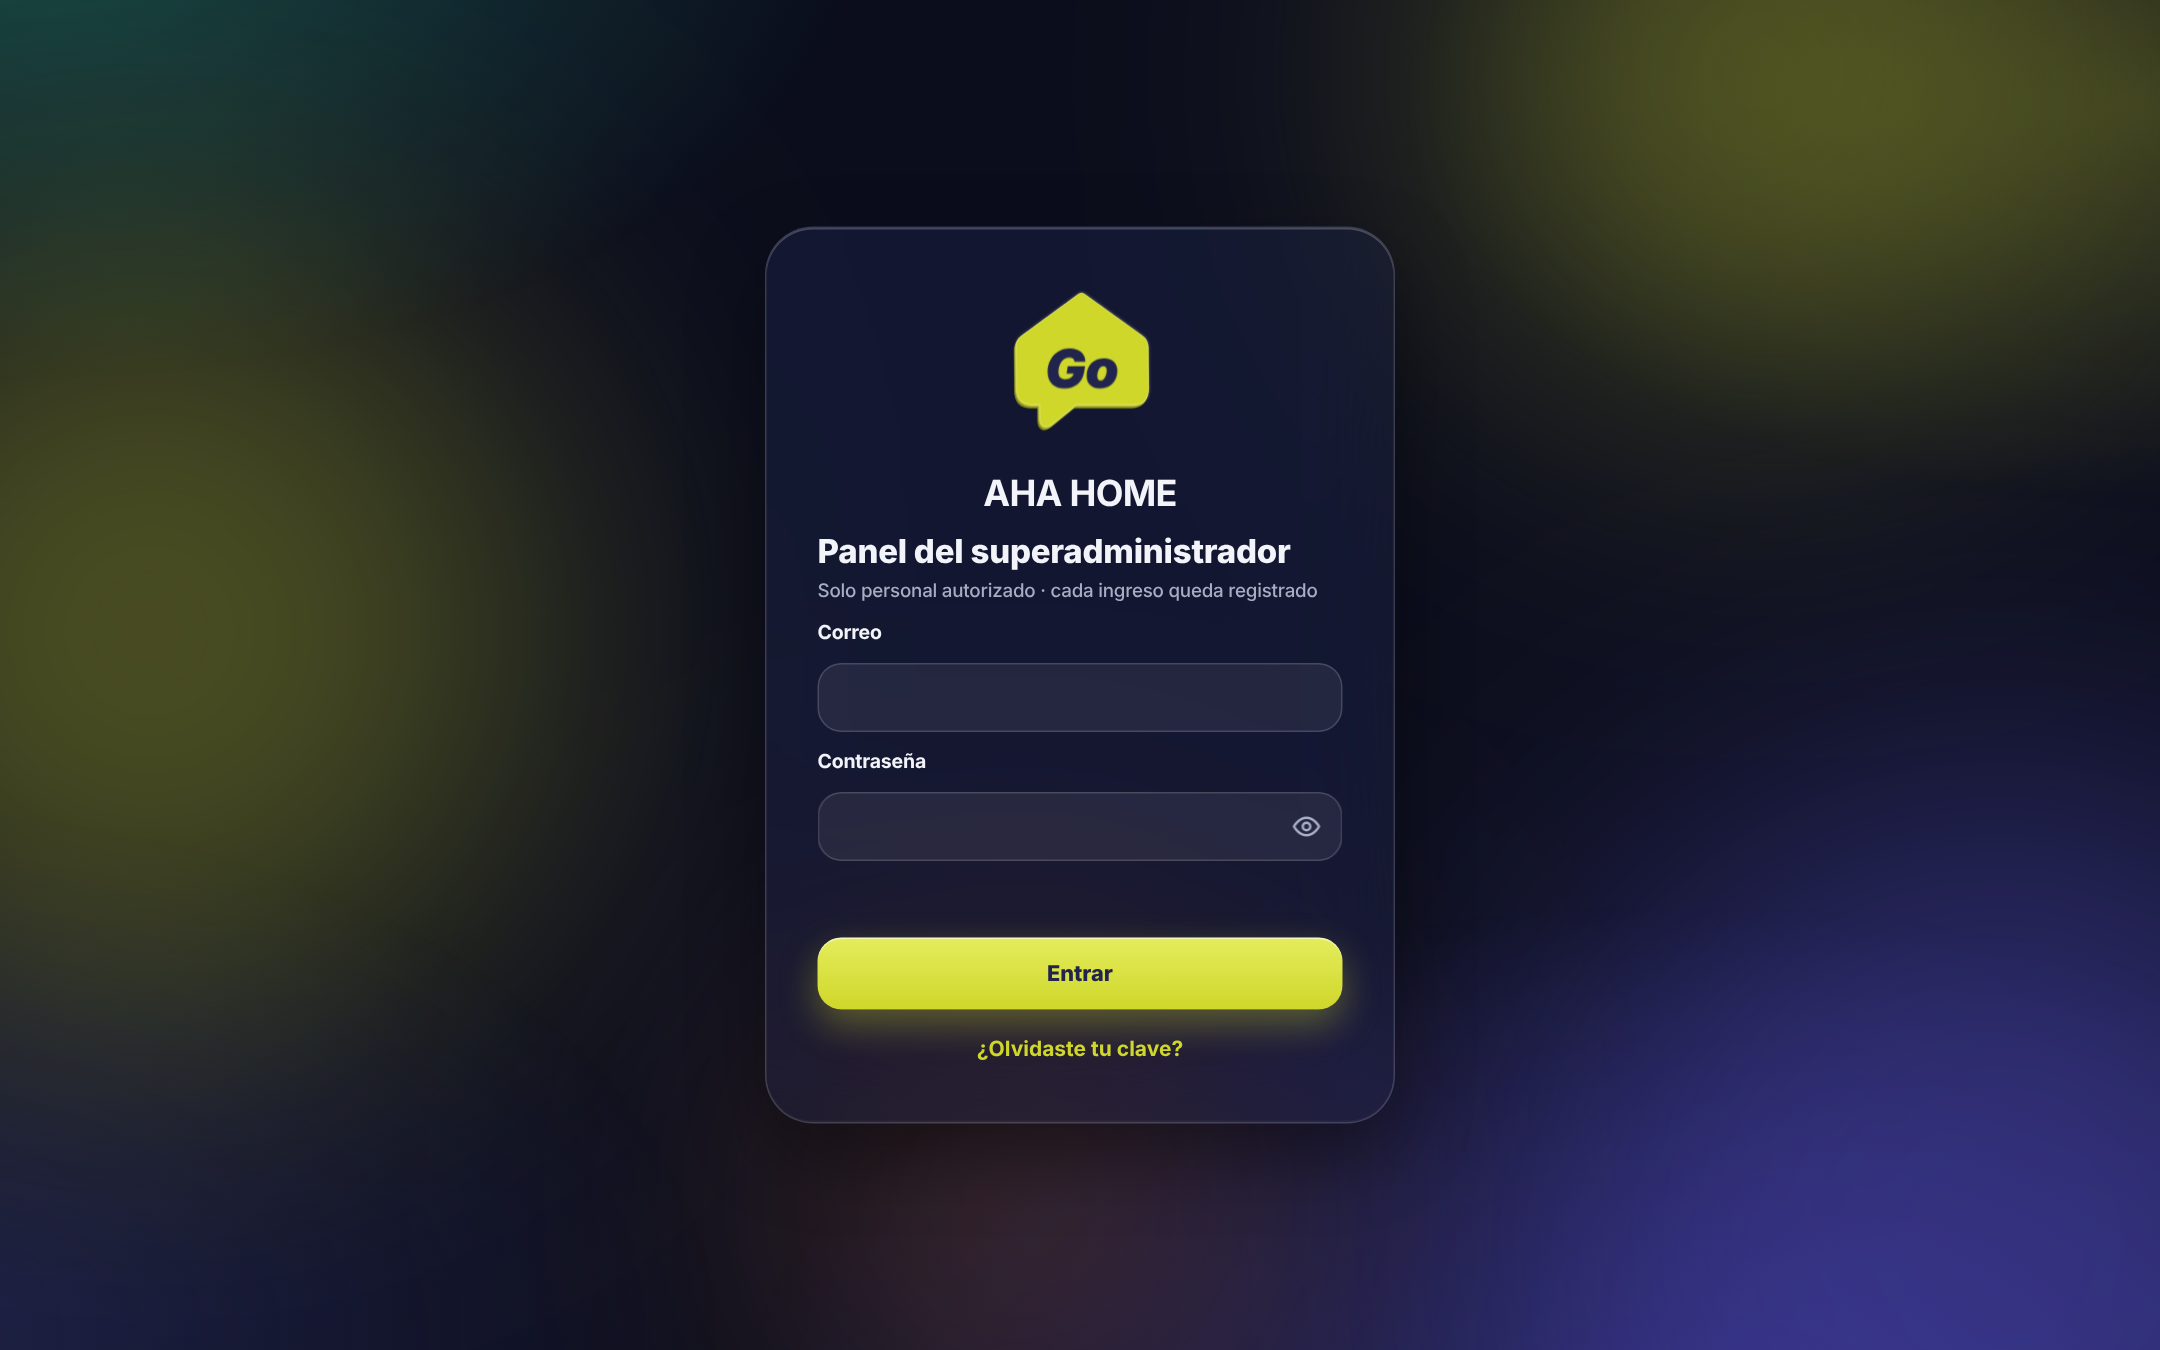 Go
AHA HOME
Panel del superadministrador
Solo personal autorizado · cada ingreso queda registrado
Correo
Contraseña
Entrar
¿Olvidaste tu clave?